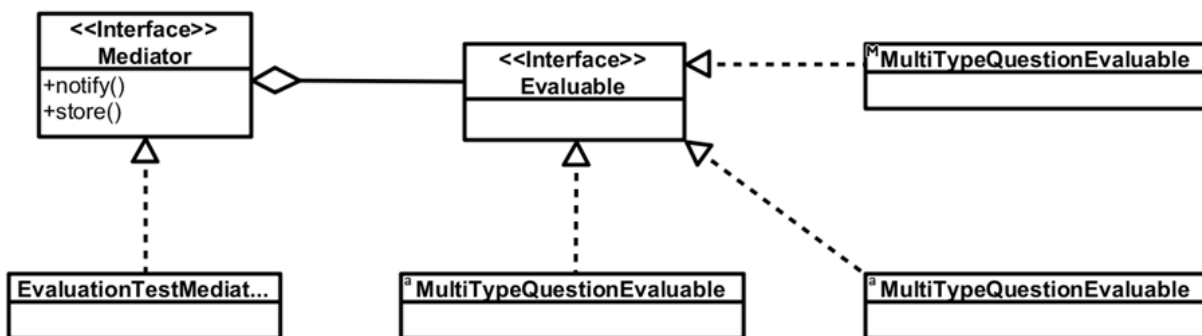 <<Interface>>
Mediator
+notify()
+store()
<<Interface>>
Evaluable
M
MultiTypeQuestionEvaluable
EvaluationTestMediat...
a
MultiTypeQuestionEvaluable
a
MultiTypeQuestionEvaluable